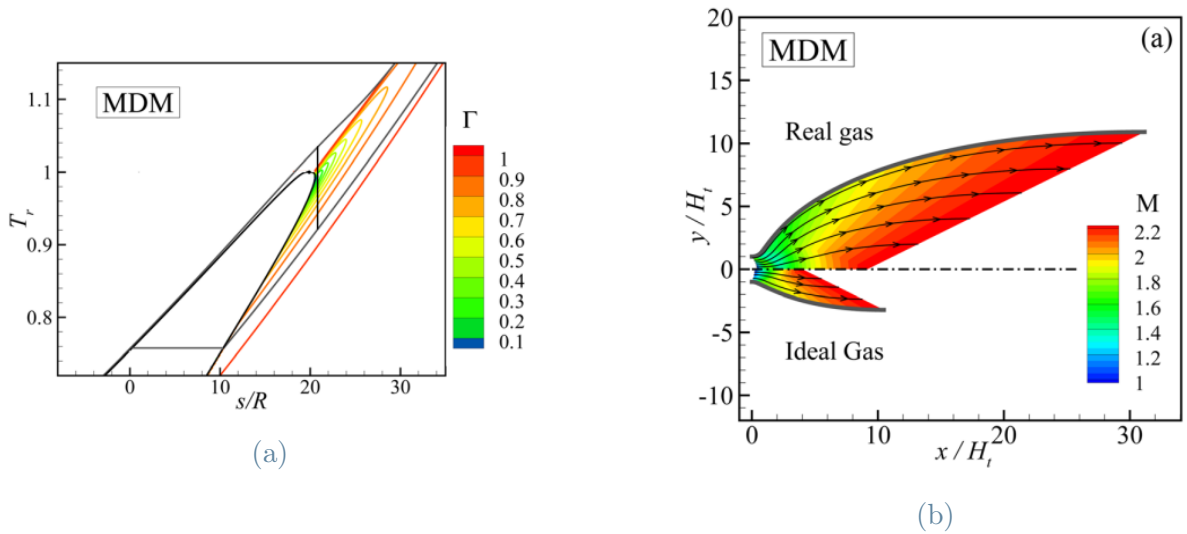 MDM
Γ
1
0.9
0.8
0.7
0.6
0.5
0.4
0.3
0.2
0.1
1.1
1
0.9
0.8
T_r
0
10
20
30
s/R
(a)
20
15
10
5
0
-5
-10
y / H_t
MDM
(a)
Real gas
Ideal Gas
M
2.2
2
1.8
1.6
1.4
1.2
1
0
10
20
30
x / H_t
(b)